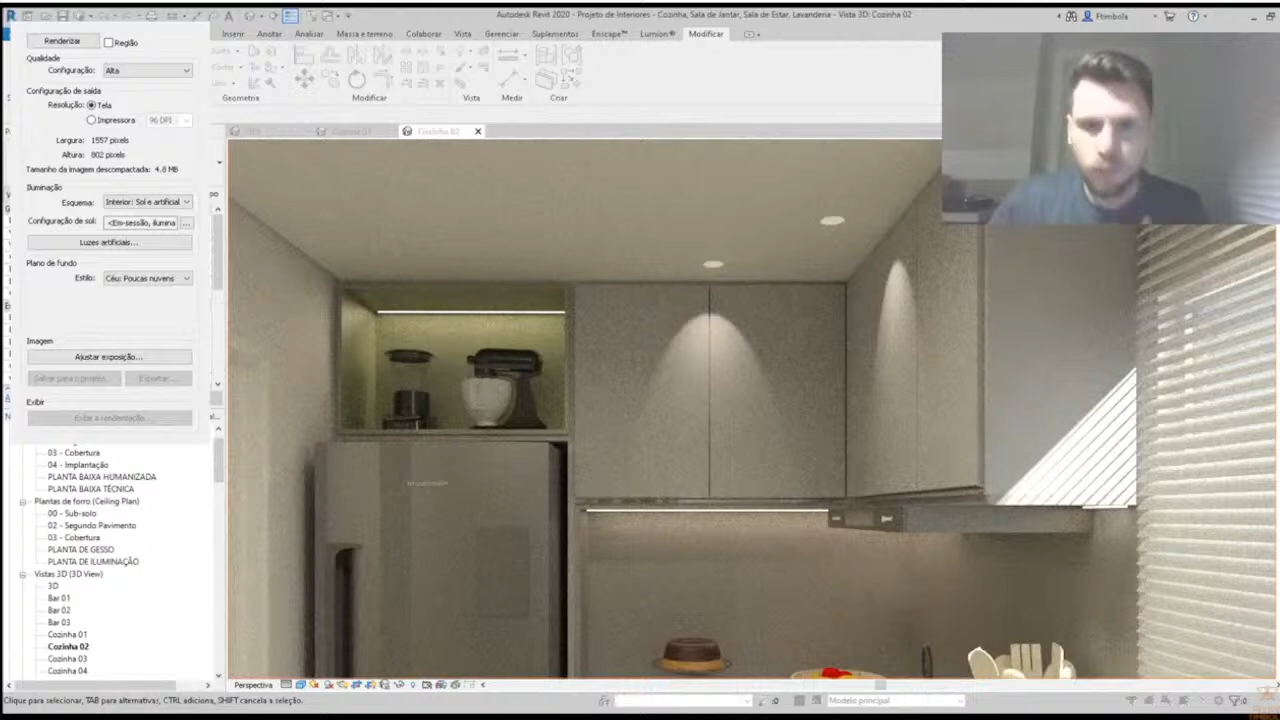 Autodesk Revit 2020 - Projeto de Interiores - Cozinha, Sala de Jantar, Sala de Estar, Lavanderia - Vista 3D: Cozinha 02
Ftimbola
Inserir Anotar Analisar Massa e terreno Colaborar Vista Gerenciar Suplementos Enscape™ Lumion® Modificar
Geometria Modificar Vista Medir Criar
Cozinha 02
Renderizar Região
Qualidade
Configuração: Alta
Configuração de saída
Resolução: Tela
Impressora 96 DPI
Largura: 1557 pixels
Altura: 802 pixels
Tamanho da imagem descompactada: 4.8 MB
Iluminação
Esquema: Interior: Sol e artificial
Configuração de sol: <Em-sessão, ilumina ...
Luzes artificiais...
Plano de fundo
Estilo: Céu: Poucas nuvens
Imagem
Ajustar exposição...
Salvar para o projeto... Exportar...
Exibir
Exibir a renderização
03 - Cobertura
04 - Implantação
PLANTA BAIXA HUMANIZADA
PLANTA BAIXA TÉCNICA
Plantas de forro (Ceiling Plan)
00 - Sub-solo
02 - Segundo Pavimento
03 - Cobertura
PLANTA DE GESSO
PLANTA DE ILUMINAÇÃO
Vistas 3D (3D View)
3D
Bar 01
Bar 02
Bar 03
Cozinha 01
Cozinha 02
Cozinha 03
Cozinha 04
Perspectiva
Clique para selecionar, TAB para alternativas, CTRL adiciona, SHIFT cancela a seleção.
:0 Modelo principal :0